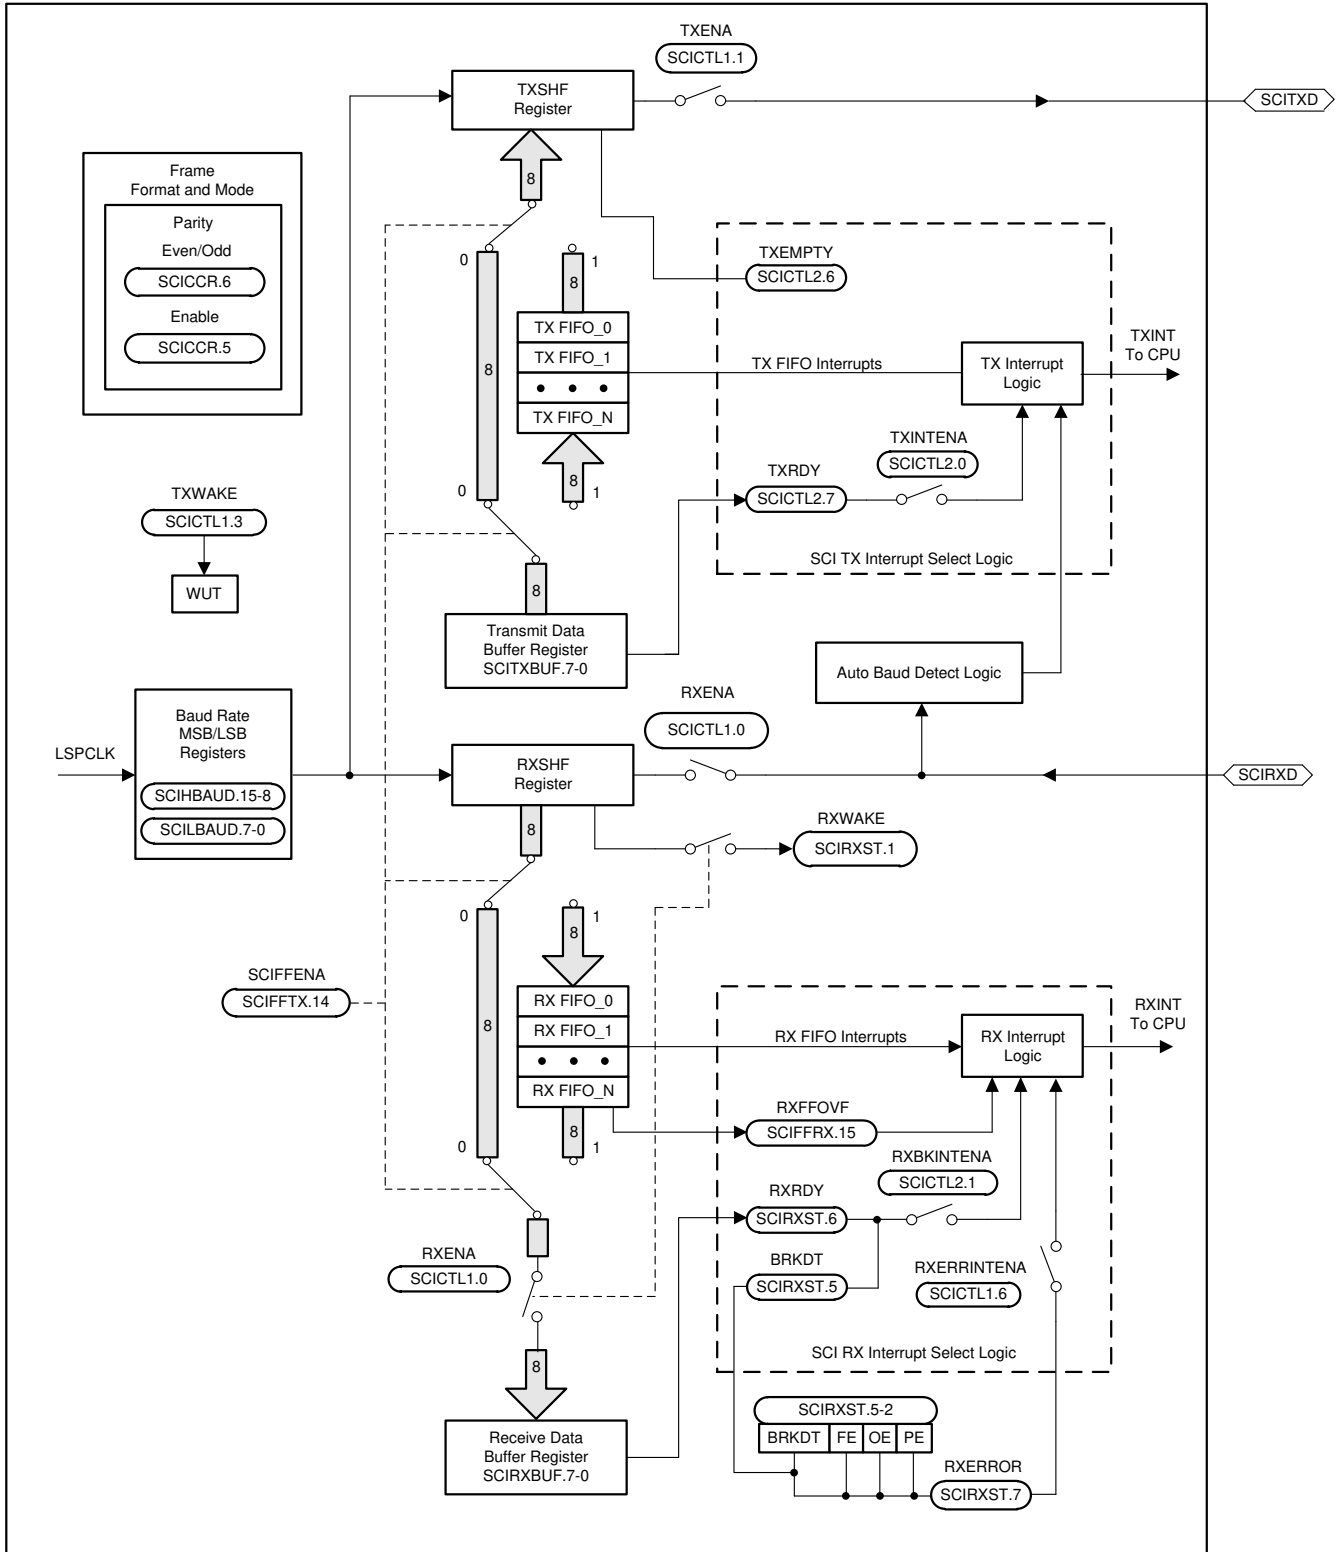 TXENA
SCICTL1.1
TXSHF
Register
SCITXD
Frame
Format and Mode
Parity
Even/Odd
SCICCR.6
Enable
SCICCR.5
8
0
1
8
8
TX FIFO_0
TX FIFO_1
• • •
TX FIFO_N
8
0
1
TXEMPTY
SCICTL2.6
TX FIFO Interrupts
TX Interrupt
Logic
TXINT
To CPU
TXINTENA
SCICTL2.0
TXRDY
SCICTL2.7
SCI TX Interrupt Select Logic
TXWAKE
SCICTL1.3
WUT
8
Transmit Data
Buffer Register
SCITXBUF.7-0
Auto Baud Detect Logic
LSPCLK
Baud Rate
MSB/LSB
Registers
SCIHBAUD.15-8
SCILBAUD.7-0
RXENA
SCICTL1.0
RXSHF
Register
SCIRXD
RXWAKE
SCIRXST.1
8
0
1
8
SCIFFENA
SCIFFTX.14
8
RX FIFO_0
RX FIFO_1
• • •
RX FIFO_N
8
0
1
RX FIFO Interrupts
RX Interrupt
Logic
RXINT
To CPU
RXFFOVF
SCIFFRX.15
RXBKINTENA
SCICTL2.1
RXRDY
SCIRXST.6
BRKDT
SCIRXST.5
RXERRINTENA
SCICTL1.6
SCI RX Interrupt Select Logic
RXENA
SCICTL1.0
8
Receive Data
Buffer Register
SCIRXBUF.7-0
SCIRXST.5-2
BRKDT FE OE PE
RXERROR
SCIRXST.7